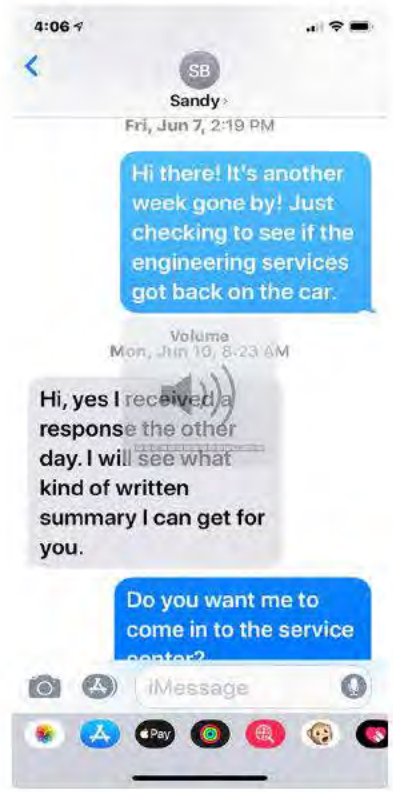 4:06
SB
Sandy
Fri, Jun 7, 2:19 PM
Hi there! It's another
week gone by! Just
checking to see if the
engineering services
got back on the car.
Volume
Mon, Jun 10, 8:23 AM
Hi, yes I received a
response the other
day. I will see what
kind of written
summary I can get for
you.
Do you want me to
come in to the service
center?
iMessage
Pay